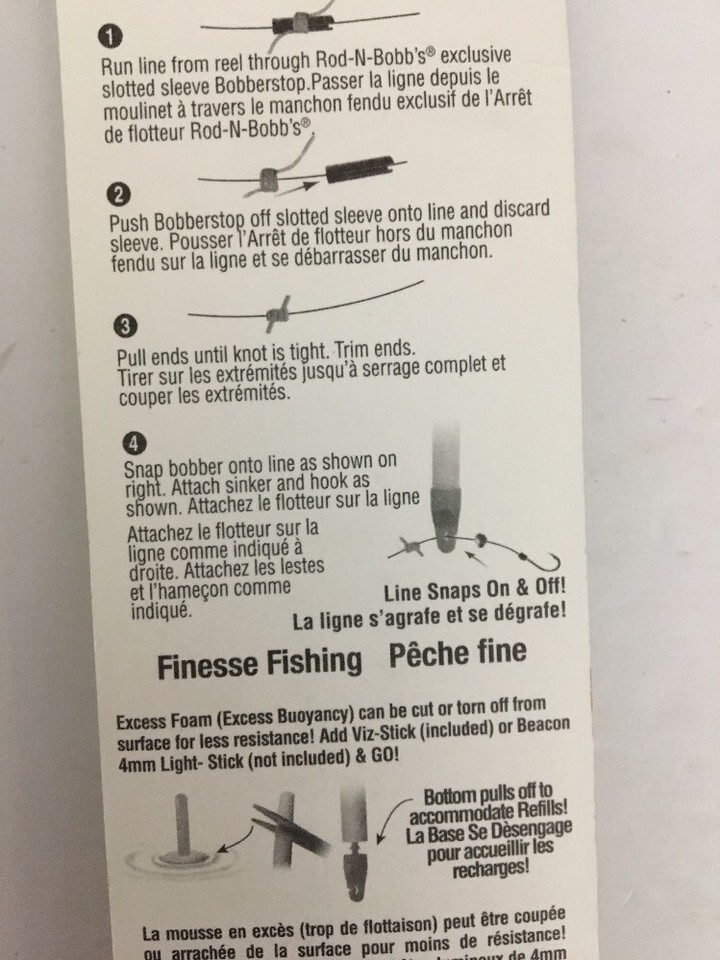 1
Run line from reel through Rod-N-Bobb's® exclusive
slotted sleeve Bobberstop.Passer la ligne depuis le
moulinet à travers le manchon fendu exclusif de l'Arrêt
de flotteur Rod-N-Bobb's®.
2
Push Bobberstop off slotted sleeve onto line and discard
sleeve. Pousser l'Arrêt de flotteur hors du manchon
fendu sur la ligne et se débarrasser du manchon.
3
Pull ends until knot is tight. Trim ends.
Tirer sur les extrémités jusqu'à serrage complet et
couper les extrémités.
4
Snap bobber onto line as shown on
right. Attach sinker and hook as
shown. Attachez le flotteur sur la ligne
Attachez le flotteur sur la
ligne comme indiqué à
droite. Attachez les lestes
et l'hameçon comme
indiqué.
Line Snaps On & Off!
La ligne s'agrafe et se dégrafe!
Finesse Fishing Pêche fine
Excess Foam (Excess Buoyancy) can be cut or torn off from
surface for less resistance! Add Viz-Stick (included) or Beacon
4mm Light- Stick (not included) & GO!
Bottom pulls off to
accommodate Refills!
La Base Se Dèsengage
pour accueillir les
recharges!
La mousse en excès (trop de flottaison) peut être coupée
ou arrachée de la surface pour moins de résistance!
de 4mm